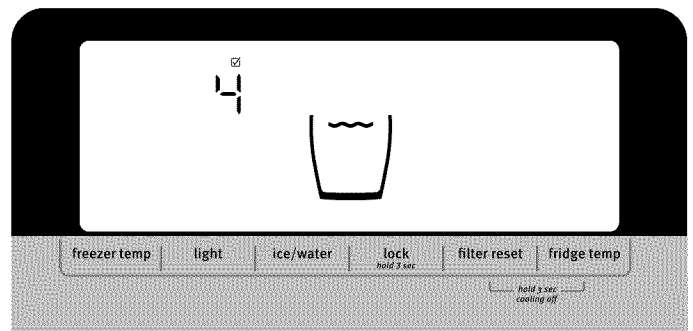 4
freezer temp light ice/water lock filter reset fridge temp
hold 3 sec
hold 3 sec
cooling off